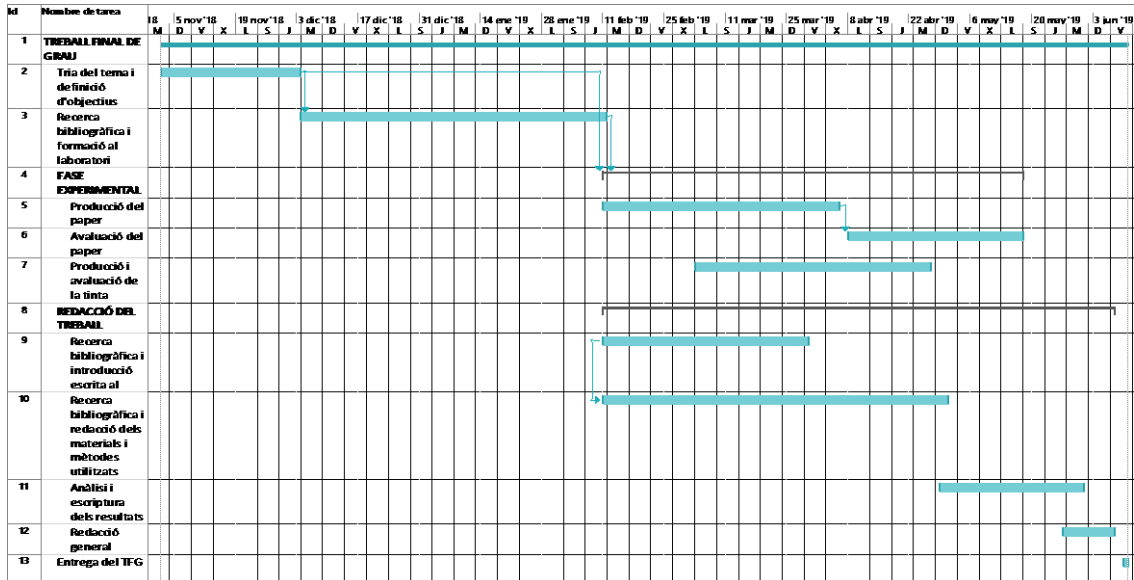 Id Nombre de tarea
18 5 nov '18 19 nov '18 3 dic '18 17 dic '18 31 dic '18 14 ene '19 28 ene '19 11 feb '19 25 feb '19 11 mar '19 25 mar '19 8 abr '19 22 abr '19 6 may '19 20 may '19 3 jun '19
M D V X L S J M D V X L S J M D V X L S J M D V X L S J M D V X L S J M D V X L S J M D V
1 TREBALL FINAL DE
GRAU
2 Tria del tema i
definició
d'objectius
3 Recerca
bibliogràfica i
formació al
laboratori
4 FASE
EXPERIMENTAL
5 Producció del
paper
6 Avaluació del
paper
7 Producció i
avaluació de
la tinta
8 REDACCIÓ DEL
TREBALL
9 Recerca
bibliogràfica i
introducció
escrita al
10 Recerca
bibliogràfica i
redacció dels
materials i
mètodes
utilitzats
11 Anàlisi i
escriptura
dels resultats
12 Redacció
general
13 Entrega del TFG